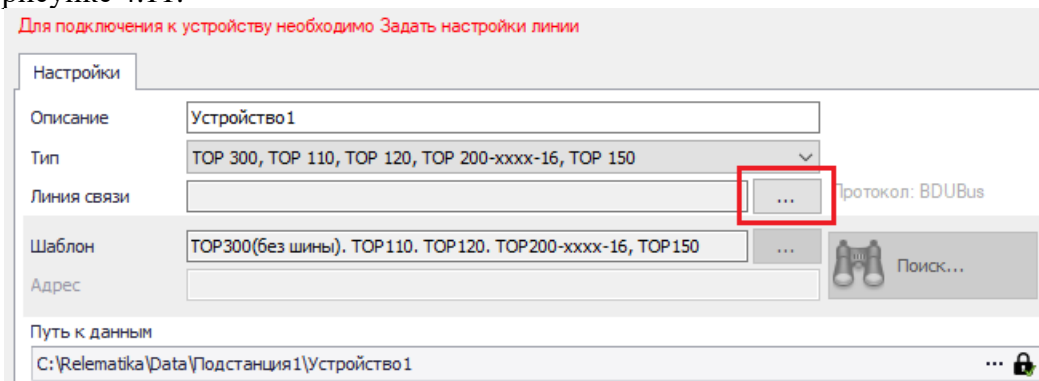 рисунке 4.11.
Для подключения к устройству необходимо Задать настройки линии
Настройки
Описание Устройство1
Тип ТОР 300, ТОР 110, ТОР 120, ТОР 200-xxxx-16, ТОР 150
Линия связи ... Протокол: BDUBus
Шаблон ТОР300(без шины). ТОР110. ТОР120. ТОР200-xxxx-16, ТОР150 ... Поиск...
Адрес
Путь к данным
C:\Relematika\Data\Подстанция1\Устройство1 ...